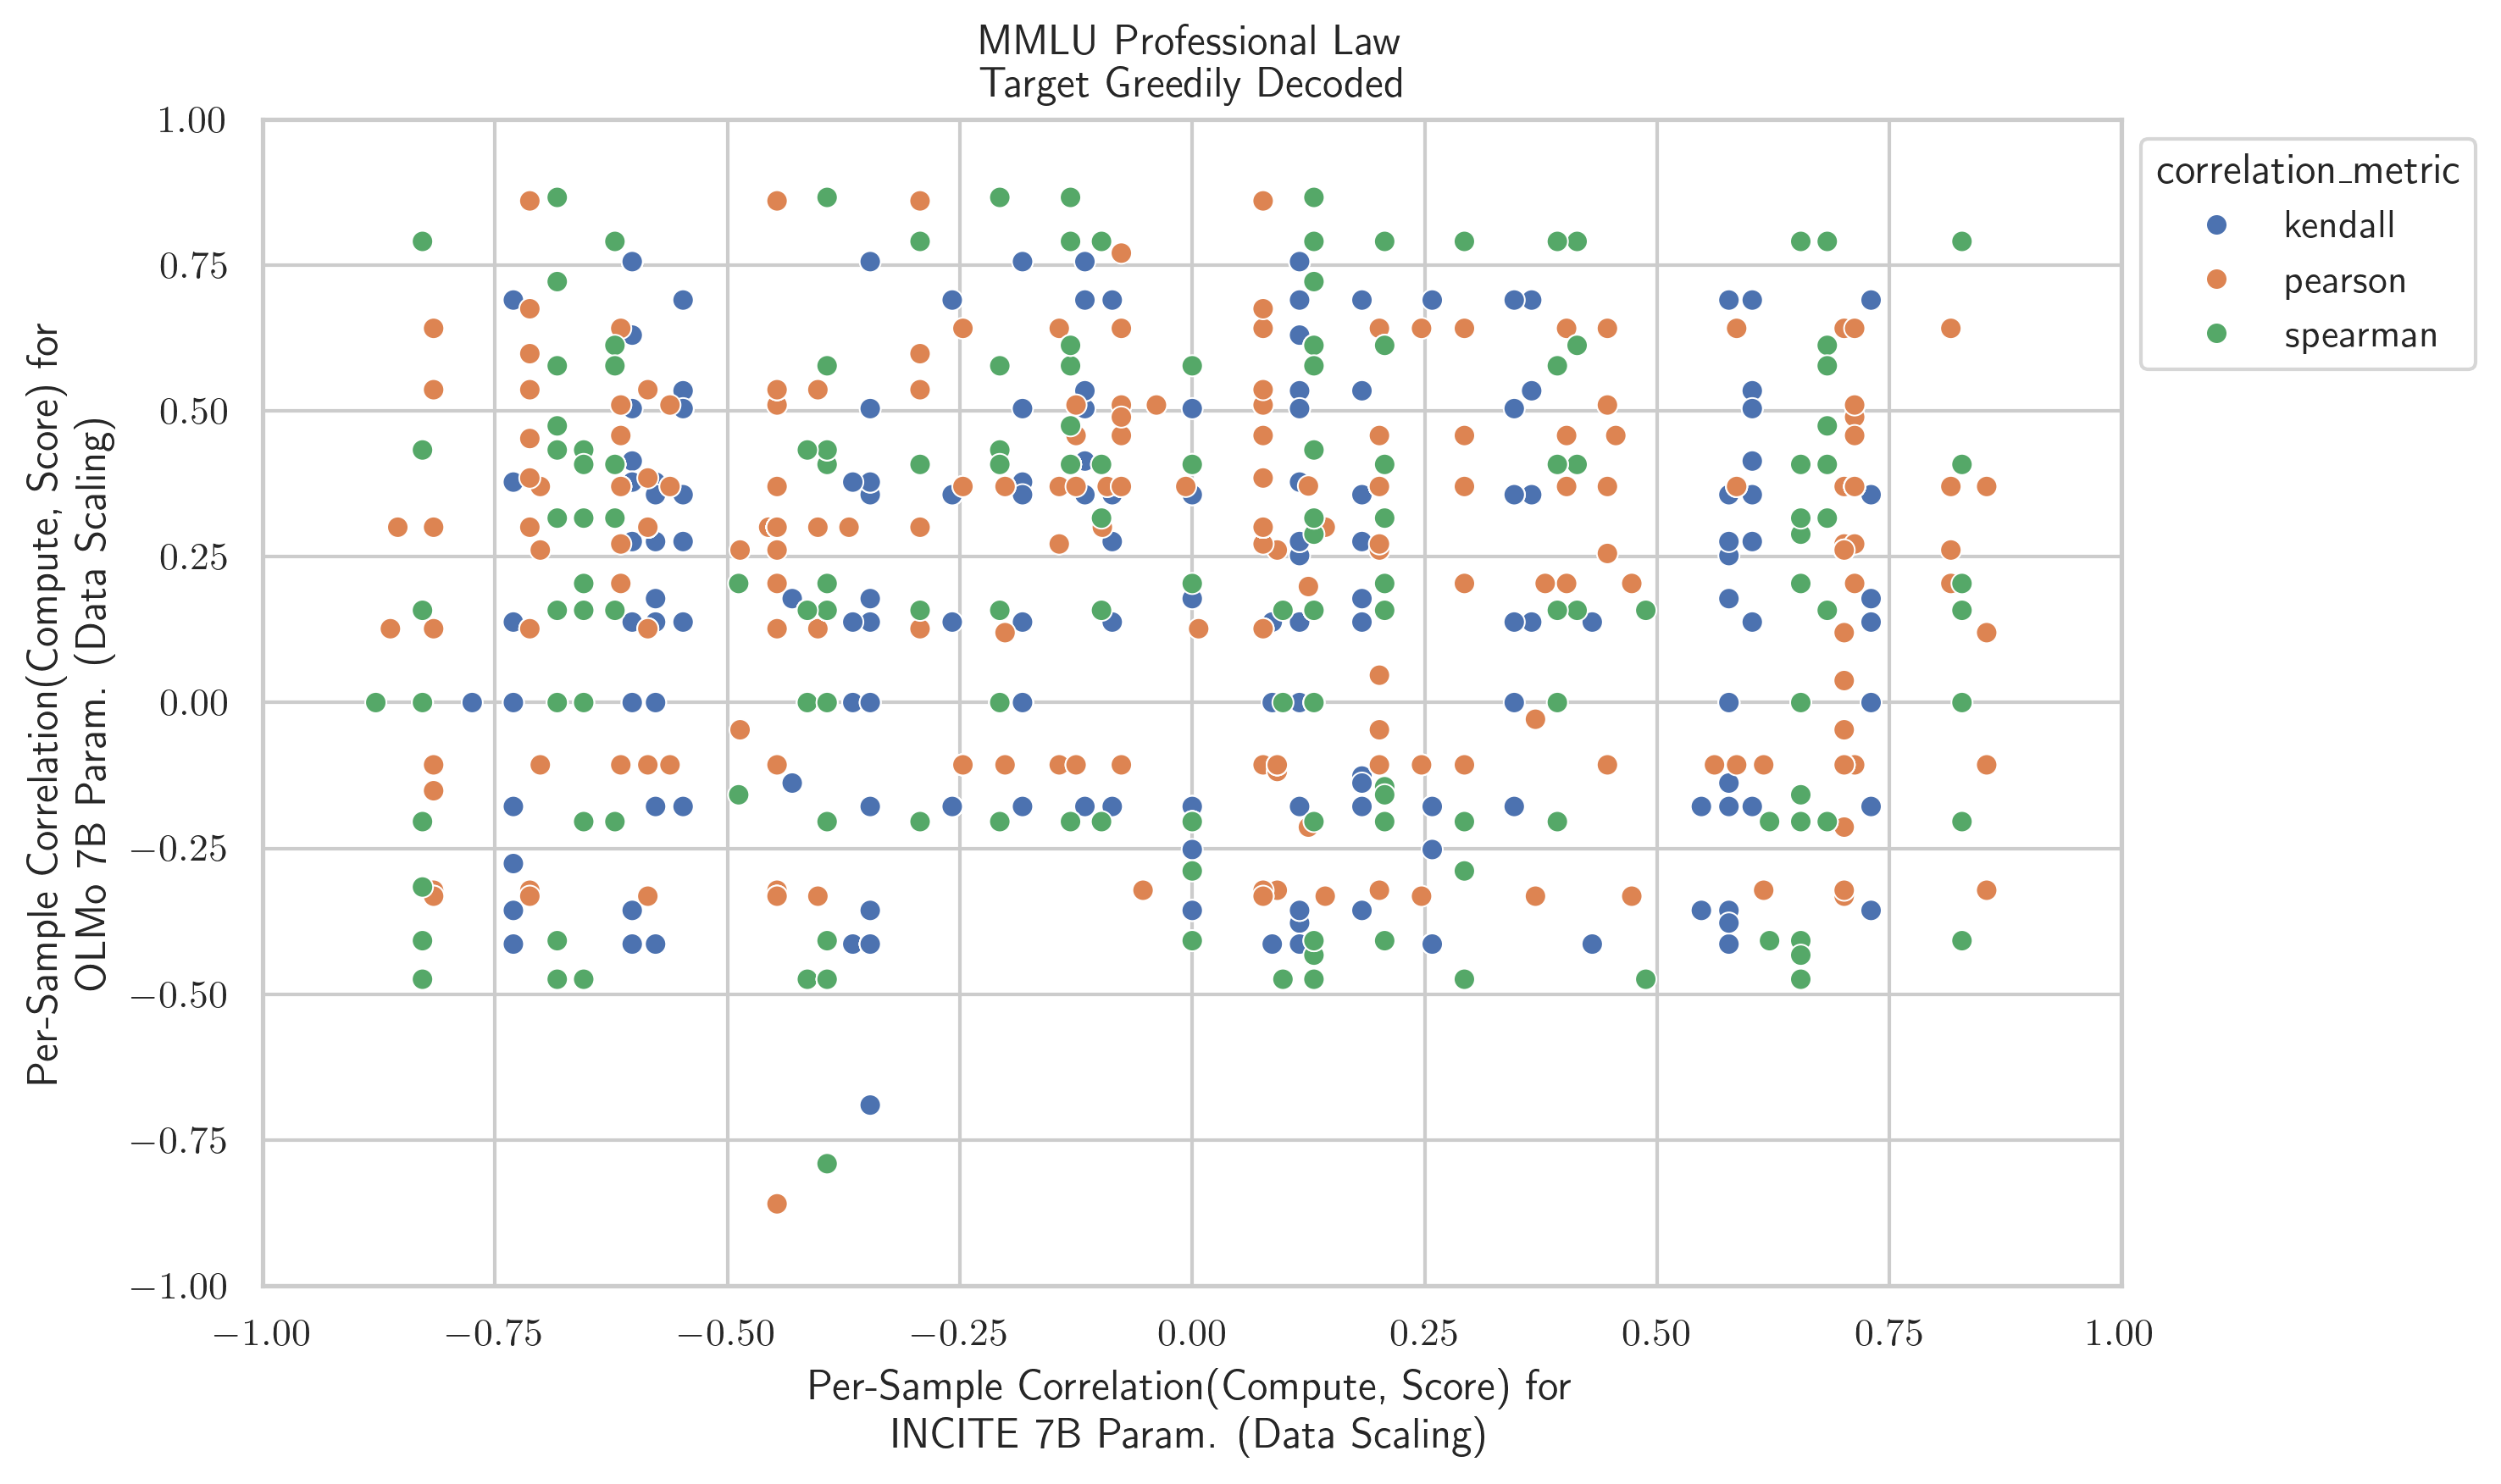 MMLU Professional Law
Target Greedily Decoded
Per-Sample Correlation(Compute, Score) for
OLMo 7B Param. (Data Scaling)
1.00
0.75
0.50
0.25
0.00
−0.25
−0.50
−0.75
−1.00
−1.00 −0.75 −0.50 −0.25 0.00 0.25 0.50 0.75 1.00
Per-Sample Correlation(Compute, Score) for
INCITE 7B Param. (Data Scaling)
correlation_metric
kendall
pearson
spearman